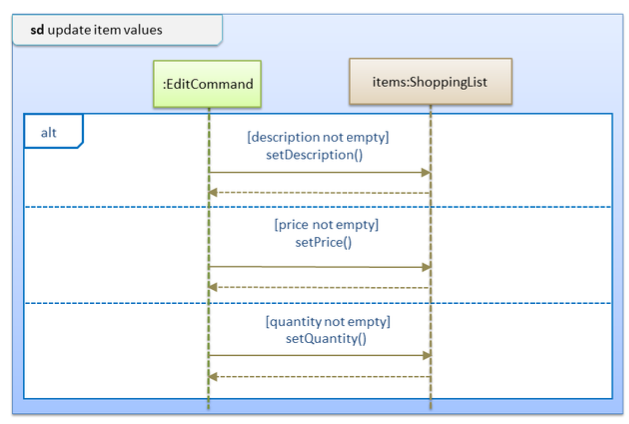 sd update item values
:EditCommand
items:ShoppingList
alt
[description not empty]
setDescription()
[price not empty]
setPrice()
[quantity not empty]
setQuantity()